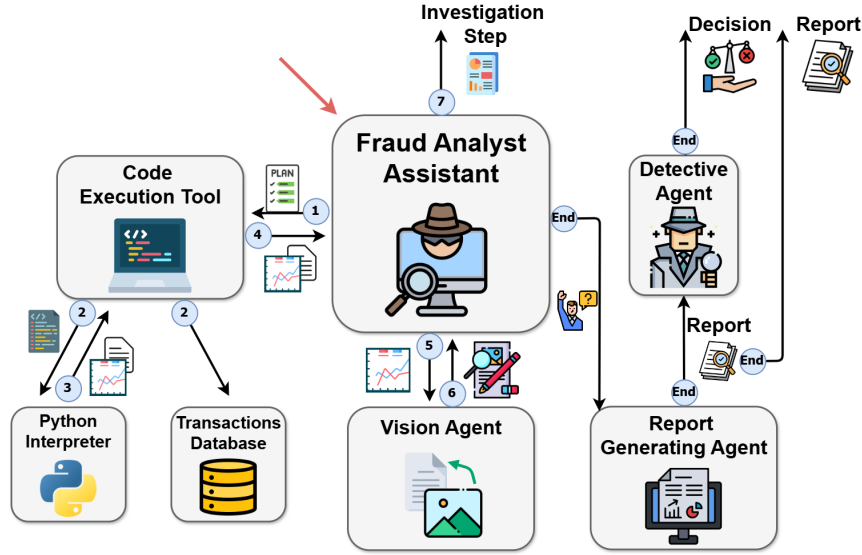 Investigation
Step
7
Decision
Report
End
Fraud Analyst
Assistant
Code
Execution Tool
PLAN
1
4
End
Detective
Agent
2
2
3
5
6
Report
End
End
Python
Interpreter
Transactions
Database
Vision Agent
Report
Generating Agent